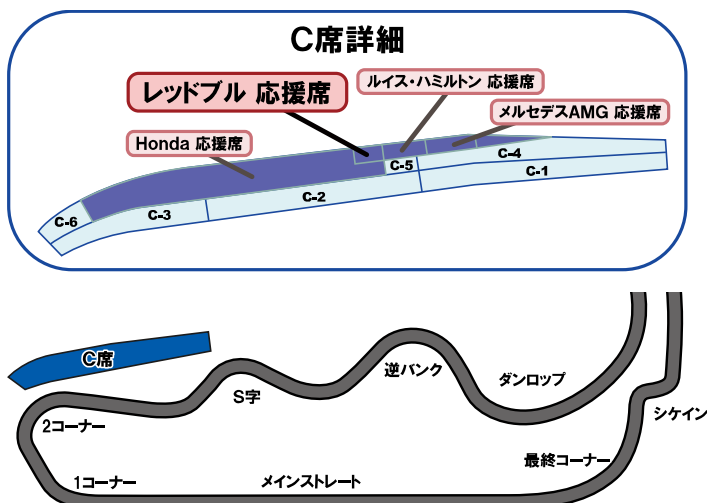 C席詳細
レッドブル 応援席
ルイス・ハミルトン 応援席
メルセデスAMG 応援席
Honda 応援席
C-4
C-5
C-1
C-2
C-3
C-6
C席
逆バンク
ダンロップ
S字
シケイン
2コーナー
最終コーナー
1コーナー
メインストレート